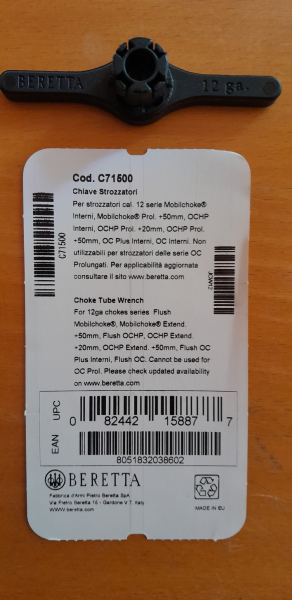 BERETTA 12 ga.
Cod. C71500
Chiave Strozzatori
Per strozzatori cal. 12 serie Mobilchoke®
Interni, Mobilchoke® Prol. +50mm, OCHP
Interni, OCHP Prol. +20mm, OCHP Prol.
+50mm, OC Plus Interni, OC Interni. Non
utilizzabili per strozzatori delle serie OC
Prolungati. Per applicabilità aggiornate
consultare il sito www.beretta.com
C71500
Choke Tube Wrench
For 12ga chokes series Flush
Mobilchoke®, Mobilchoke® Extend.
+50mm, Flush OCHP, OCHP Extend.
+20mm, OCHP Extend. +50mm, Flush OC
Plus Interni, Flush OC. Cannot be used for
OC Prol. Please check updated availability
on www.beretta.com
UPC
0 82442 15887 7
EAN
8051832038602
BERETTA
Fabbrica d'Armi Pietro Beretta SpA
Via Pietro Beretta 18 - Gardone V.T. Italy
www.beretta.com
MADE IN EU